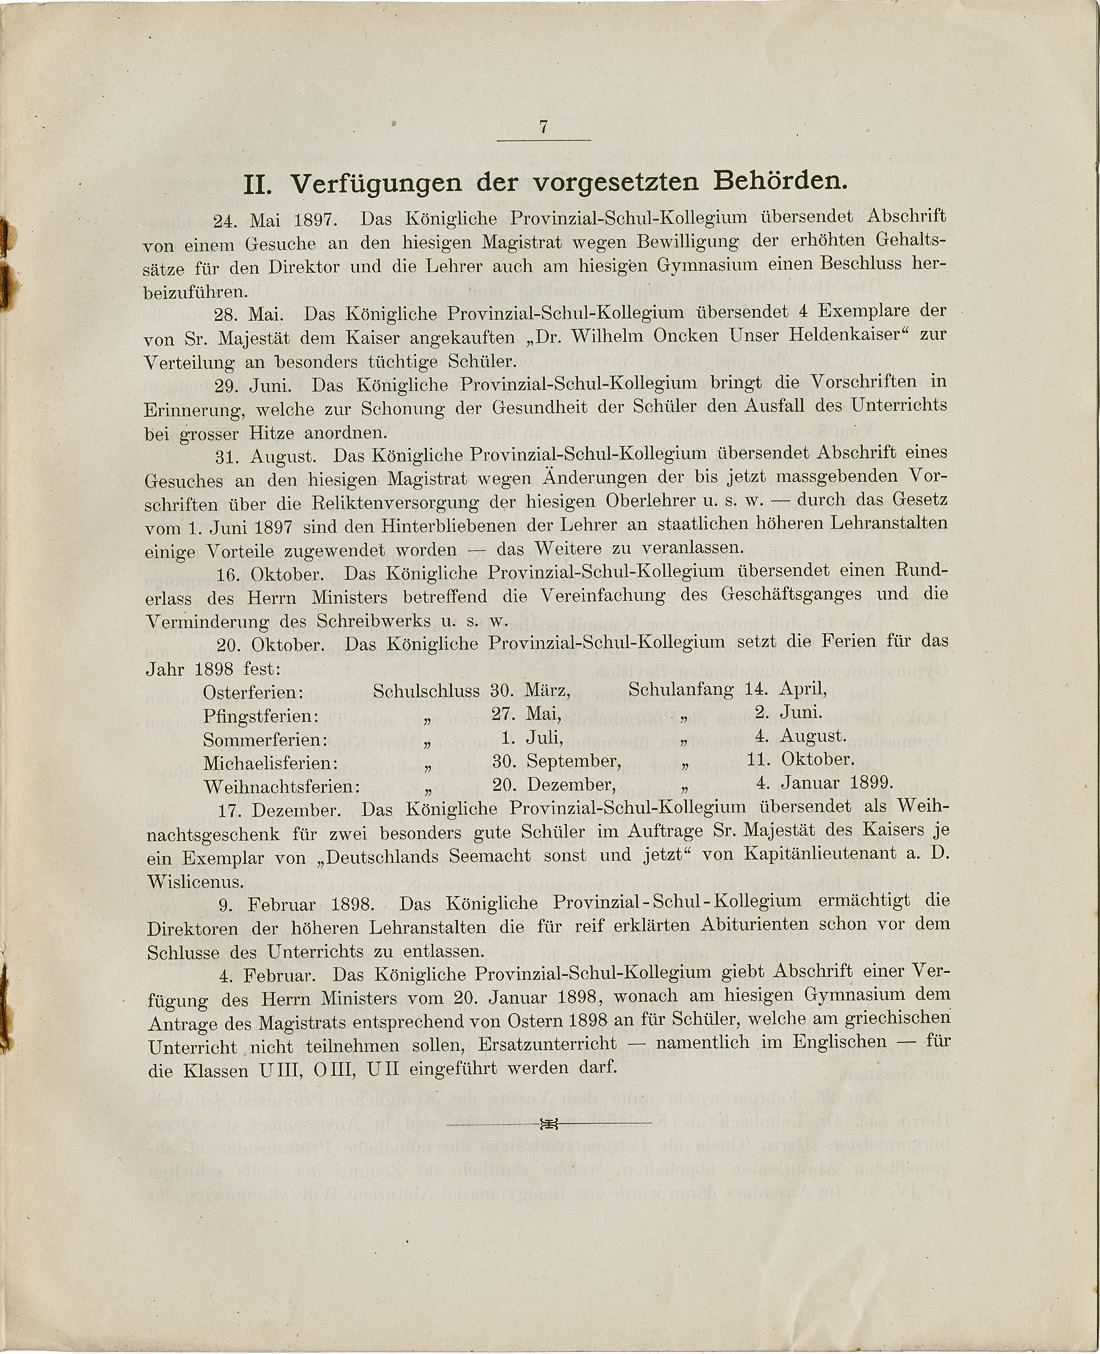 7
II. Verfügungen der vorgesetzten Behörden.
24. Mai 1897. Das Königliche Provinzial-Schul-Kollegium übersendet Abschrift
von einem Gesuche an den hiesigen Magistrat wegen Bewilligung der erhöhten Gehalts-
sätze für den Direktor und die Lehrer auch am hiesigen Gymnasium einen Beschluss her-
beizuführen.
28. Mai. Das Königliche Provinzial-Schul-Kollegium übersendet 4 Exemplare der
von Sr. Majestät dem Kaiser angekauften „Dr. Wilhelm Oncken Unser Heldenkaiser“ zur
Verteilung an besonders tüchtige Schüler.
29. Juni. Das Königliche Provinzial-Schul-Kollegium bringt die Vorschriften in
Erinnerung, welche zur Schonung der Gesundheit der Schüler den Ausfall des Unterrichts
bei grosser Hitze anordnen.
31. August. Das Königliche Provinzial-Schul-Kollegium übersendet Abschrift eines
Gesuches an den hiesigen Magistrat wegen Änderungen der bis jetzt massgebenden Vor-
schriften über die Reliktenversorgung der hiesigen Oberlehrer u. s. w. — durch das Gesetz
vom 1. Juni 1897 sind den Hinterbliebenen der Lehrer an staatlichen höheren Lehranstalten
einige Vorteile zugewendet worden — das Weitere zu veranlassen.
16. Oktober. Das Königliche Provinzial-Schul-Kollegium übersendet einen Rund-
erlass des Herrn Ministers betreffend die Vereinfachung des Geschäftsganges und die
Verminderung des Schreibwerks u. s. w.
20. Oktober. Das Königliche Provinzial-Schul-Kollegium setzt die Ferien für das
Jahr 1898 fest:
Osterferien: Schulschluss 30. März, Schulanfang 14. April,
Pfingstferien: „ 27. Mai, „ 2. Juni.
Sommerferien: „ 1. Juli, „ 4. August.
Michaelisferien: „ 30. September, „ 11. Oktober.
Weihnachtsferien: „ 20. Dezember, „ 4. Januar 1899.
17. Dezember. Das Königliche Provinzial-Schul-Kollegium übersendet als Weih-
nachtsgeschenk für zwei besonders gute Schüler im Auftrage Sr. Majestät des Kaisers je
ein Exemplar von „Deutschlands Seemacht sonst und jetzt“ von Kapitänlieutenant a. D.
Wislicenus.
9. Februar 1898. Das Königliche Provinzial-Schul-Kollegium ermächtigt die
Direktoren der höheren Lehranstalten die für reif erklärten Abiturienten schon vor dem
Schlusse des Unterrichts zu entlassen.
4. Februar. Das Königliche Provinzial-Schul-Kollegium giebt Abschrift einer Ver-
fügung des Herrn Ministers vom 20. Januar 1898, wonach am hiesigen Gymnasium dem
Antrage des Magistrats entsprechend von Ostern 1898 an für Schüler, welche am griechischen
Unterricht nicht teilnehmen sollen, Ersatzunterricht — namentlich im Englischen — für
die Klassen U III, O III, U II eingeführt werden darf.